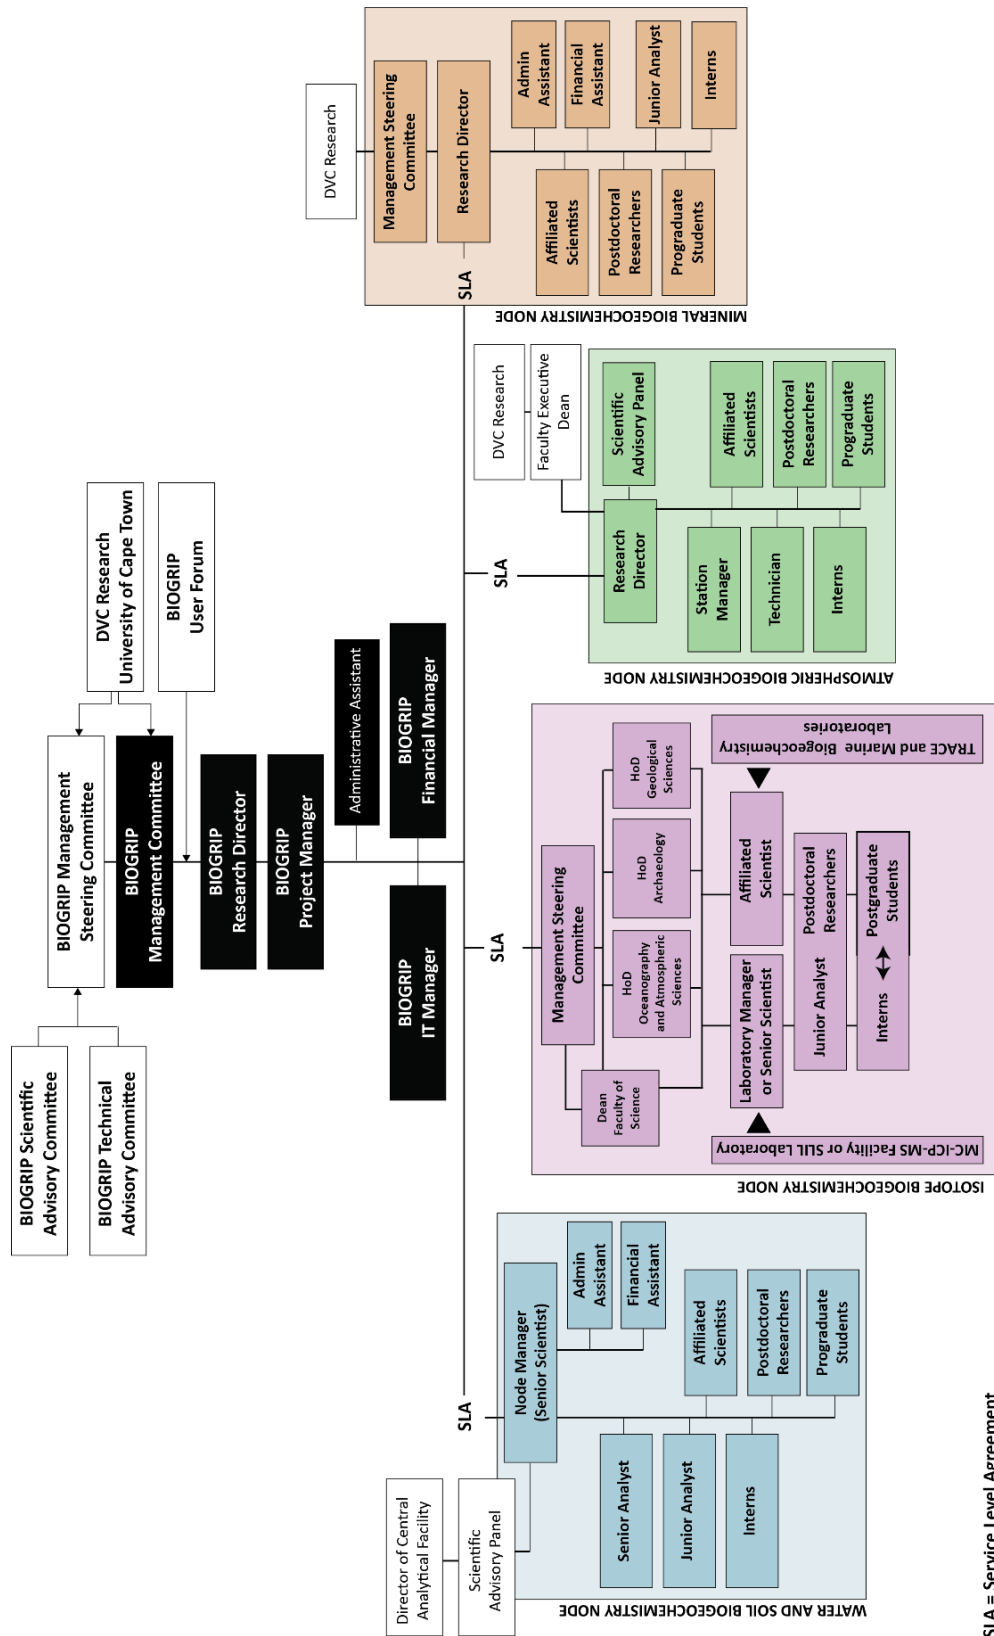 BIOGRIP Scientific
Advisory Committee
BIOGRIP Technical
Advisory Committee
BIOGRIP Management
Steering Committee
DVC Research
University of Cape Town
BIOGRIP
Management Committee
BIOGRIP
User Forum
BIOGRIP
Research Director
BIOGRIP
Project Manager
Administrative Assistant
BIOGRIP
IT Manager
BIOGRIP
Financial Manager
SLA
SLA
SLA
SLA
Director of Central
Analytical Facility
Scientific
Advisory Panel
Node Manager
(Senior Scientist)
Admin
Assistant
Financial
Assistant
Senior Analyst
Affiliated
Scientists
Junior Analyst
Postdoctoral
Researchers
Interns
Prograduate
Students
WATER AND SOIL BIOGEOCHEMISTRY NODE
Management Steering
Committee
Dean
Faculty of
Science
HoD
Oceanography
and Atmospheric
Sciences
HoD
Archaeology
HoD
Geological
Sciences
MC-ICP-MS Facility or SLIL Laboratory
Laboratory Manager
or Senior Scientist
Affiliated
Scientist
TRACE and Marine Biogeochemistry
Laboratories
Junior Analyst
Postdoctoral
Researchers
Interns
Postgraduate
Students
ISOTOPE BIOGEOCHEMISTRY NODE
DVC Research
Faculty Executive
Dean
Research
Director
Scientific
Advisory Panel
Station
Manager
Affiliated
Scientists
Technician
Postdoctoral
Researchers
Interns
Prograduate
Students
ATMOSPHERIC BIOGEOCHEMISTRY NODE
DVC Research
Management Steering
Committee
Research Director
Admin
Assistant
Affiliated
Scientists
Financial
Assistant
Postdoctoral
Researchers
Junior Analyst
Prograduate
Students
Interns
MINERAL BIOGEOCHEMISTRY NODE
SLA = Service Level Agreement